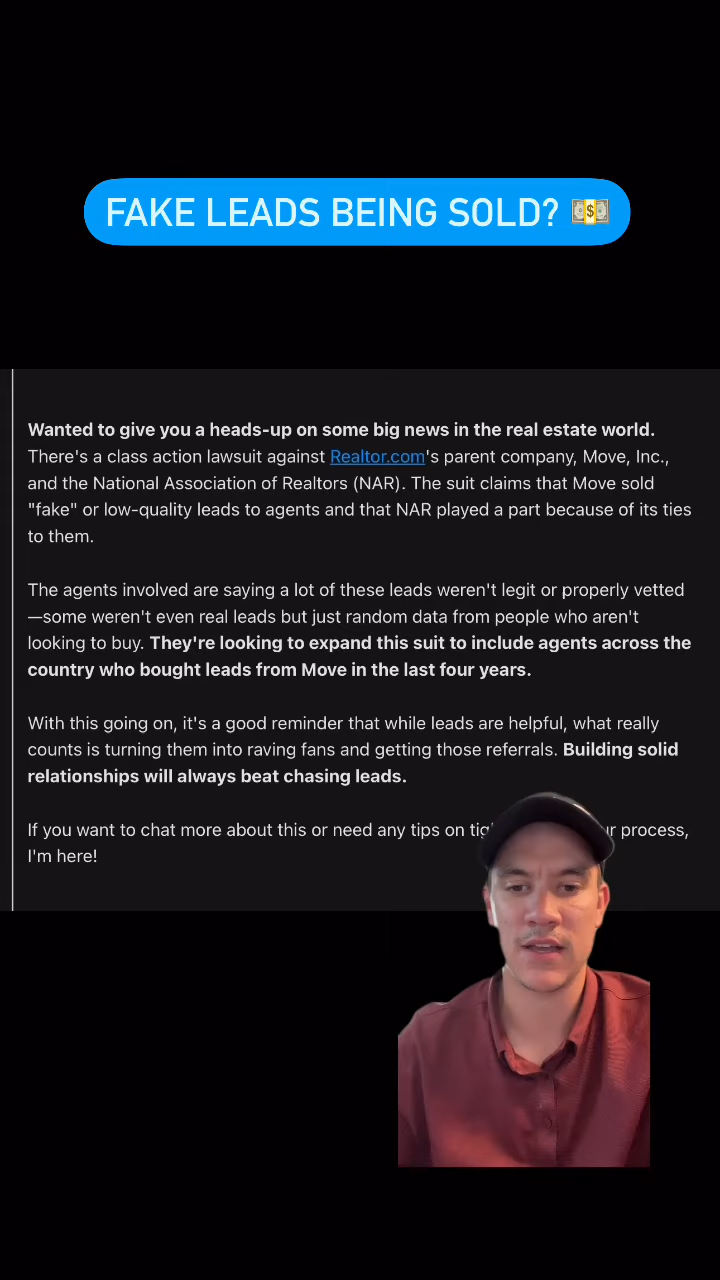 FAKE LEADS BEING SOLD? 💵
Wanted to give you a heads-up on some big news in the real estate world.
There's a class action lawsuit against Realtor.com's parent company, Move, Inc.,
and the National Association of Realtors (NAR). The suit claims that Move sold
"fake" or low-quality leads to agents and that NAR played a part because of its ties
to them.
The agents involved are saying a lot of these leads weren't legit or properly vetted
—some weren't even real leads but just random data from people who aren't
looking to buy. They're looking to expand this suit to include agents across the
country who bought leads from Move in the last four years.
With this going on, it's a good reminder that while leads are helpful, what really
counts is turning them into raving fans and getting those referrals. Building solid
relationships will always beat chasing leads.
If you want to chat more about this or need any tips on process,
I'm here!